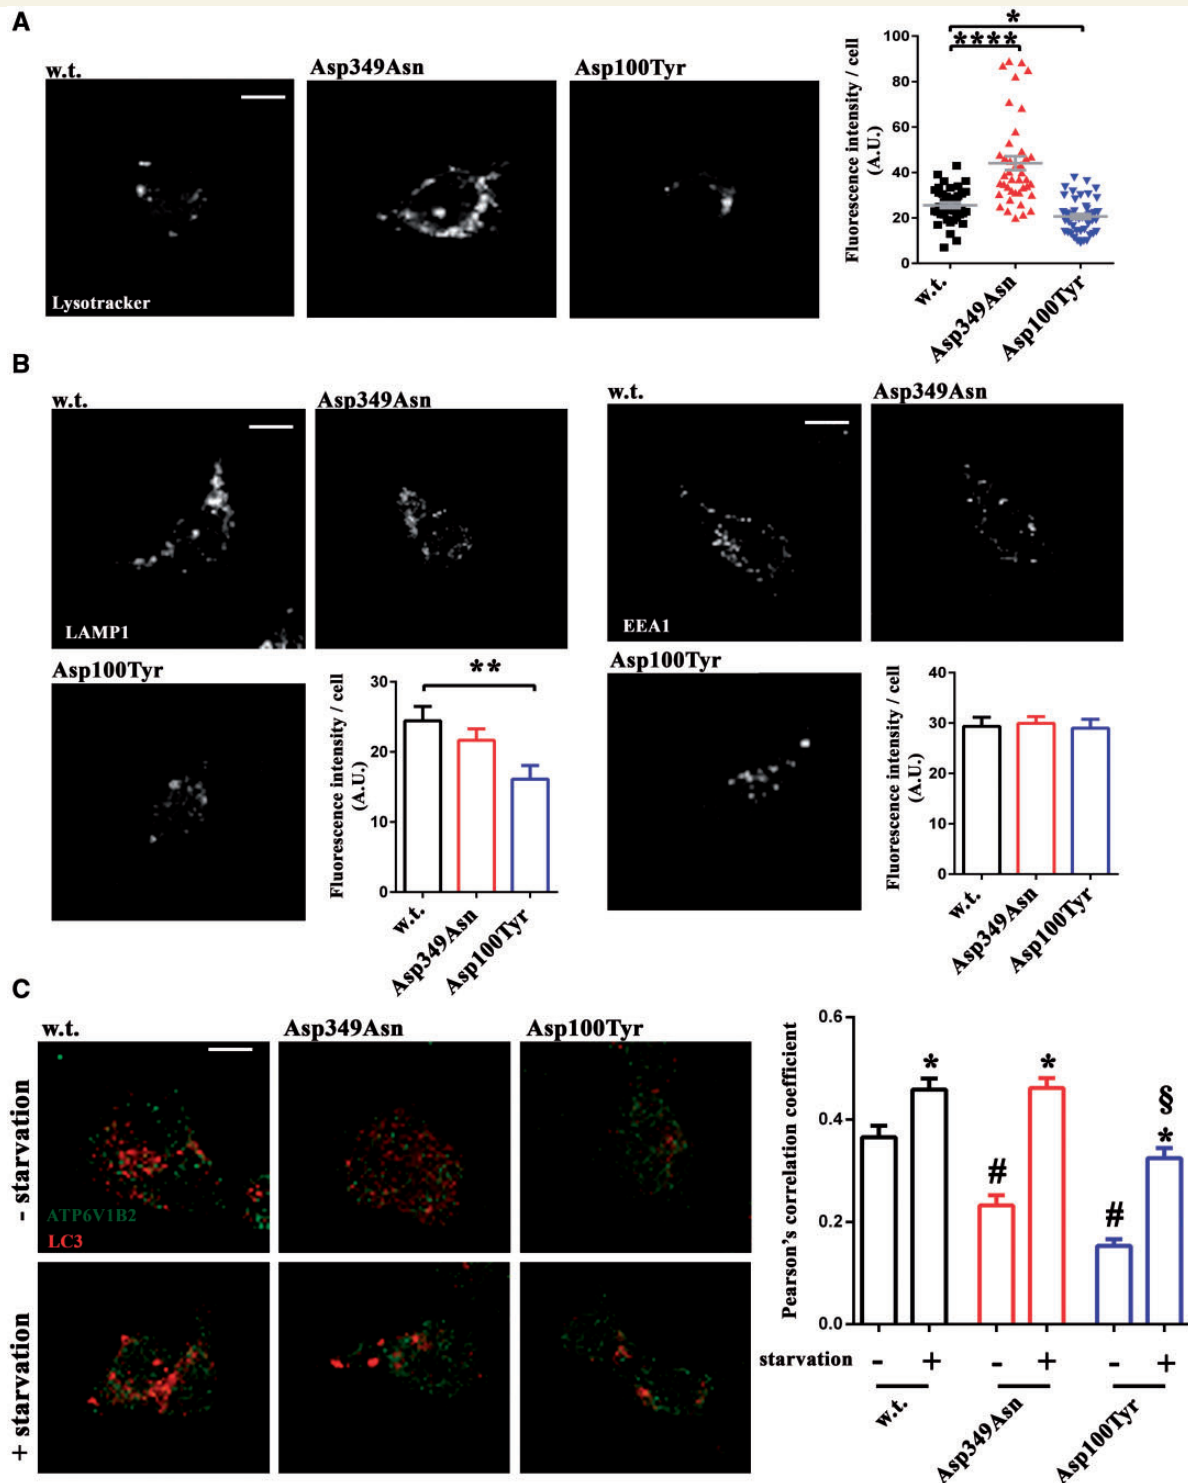 A
w.t.
Asp349Asn
Asp100Tyr
Lysotracker
Fluorescence intensity / cell
(A.U.)
100
80
60
40
20
0
*
****
w.t.
Asp349Asn
Asp100Tyr
B
w.t.
Asp349Asn
LAMP1
Asp100Tyr
Fluorescence intensity / cell
(A.U.)
30
20
10
0
**
w.t.
Asp349Asn
Asp100Tyr
w.t.
Asp349Asn
EEA1
Asp100Tyr
Fluorescence intensity / cell
(A.U.)
40
30
20
10
0
w.t.
Asp349Asn
Asp100Tyr
C
w.t.
Asp349Asn
Asp100Tyr
- starvation
ATP6V1B2
LC3
+ starvation
Pearson's correlation coefficient
0.6
0.4
0.2
0.0
*
#
*
#
§
*
starvation - + - + - +
w.t.
Asp349Asn
Asp100Tyr